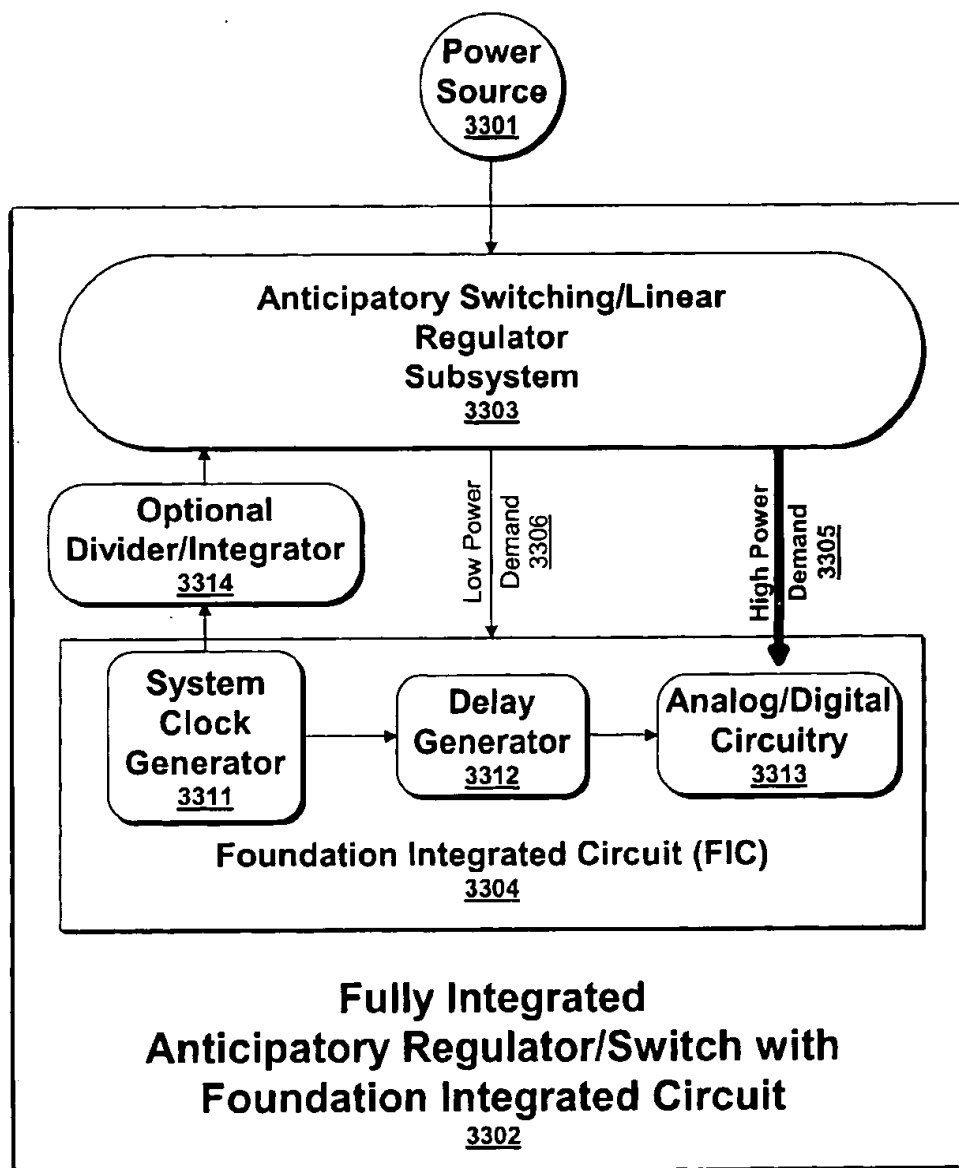 Power
Source
3301
Anticipatory Switching/Linear
Regulator
Subsystem
3303
Optional
Divider/Integrator
3314
Low Power
Demand
3306
High Power
Demand
3305
System
Clock
Generator
3311
Delay
Generator
3312
Analog/Digital
Circuitry
3313
Foundation Integrated Circuit (FIC)
3304
Fully Integrated
Anticipatory Regulator/Switch with
Foundation Integrated Circuit
3302